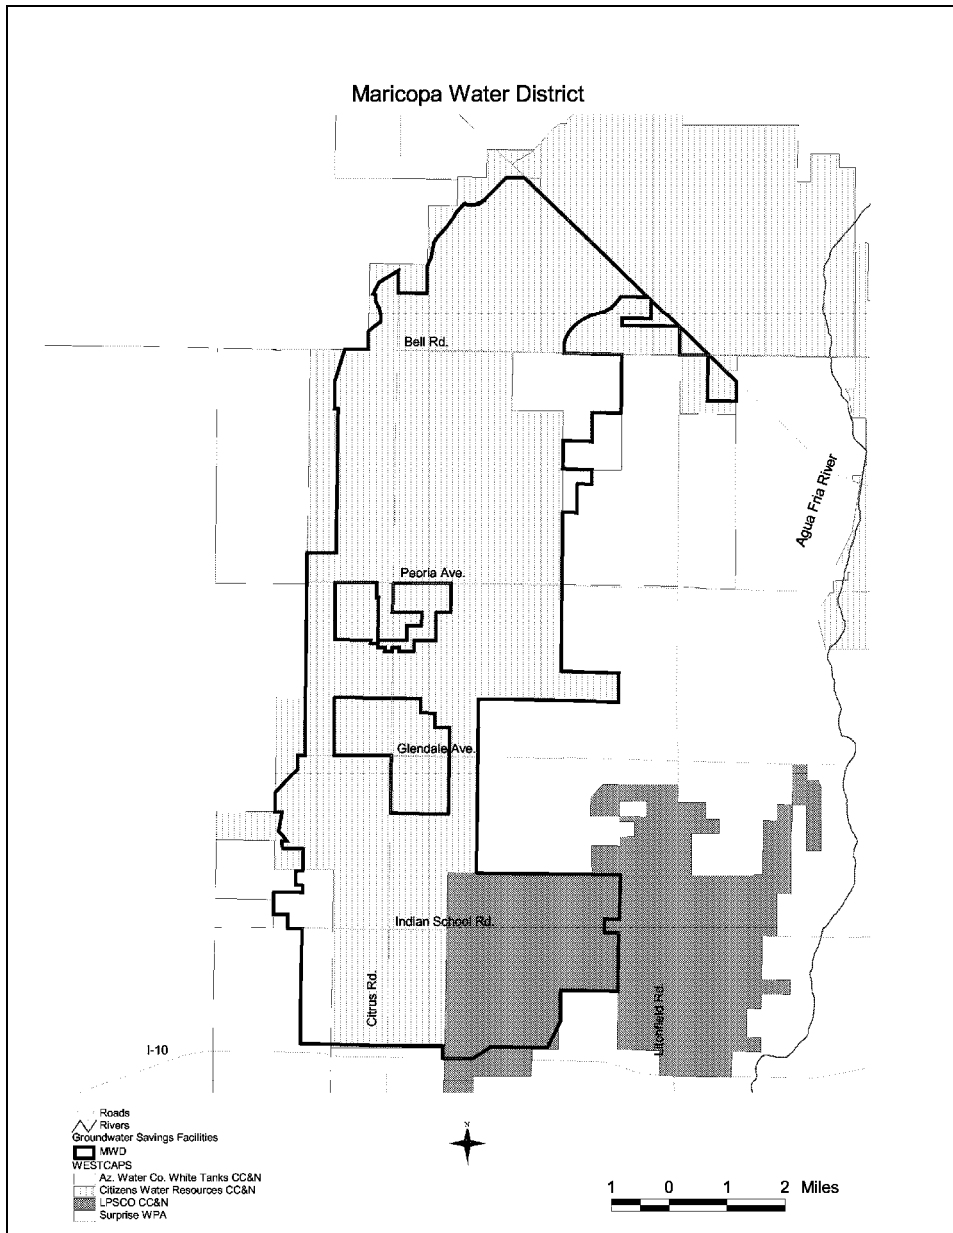 Maricopa Water District
Bell Rd.
Agua Fria River
Peoria Ave.
Glendale Ave.
Indian School Rd.
Citrus Rd.
Litchfield Rd.
I-10
Roads
Rivers
Groundwater Savings Facilities
MWD
WESTCAPS
Az. Water Co. White Tanks CC&N
Citizens Water Resources CC&N
LPSCO CC&N
Surprise WPA
N
1 0 1 2 Miles